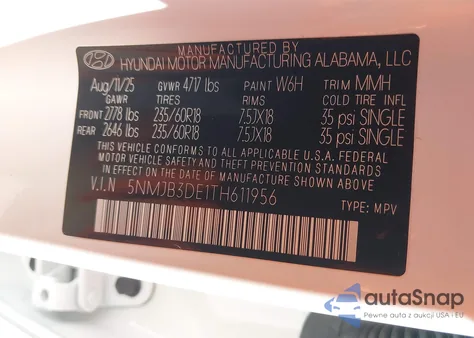 MANUFACTURED BY
HYUNDAI MOTOR MANUFACTURING ALABAMA, LLC
Aug/11/25 GVWR 4717 lbs PAINT W6H TRIM MMH
GAWR TIRES RIMS COLD TIRE INFL
FRONT 2778 lbs 235/60R18 7.5JX18 35 psi SINGLE
REAR 2646 lbs 235/60R18 7.5JX18 35 psi SINGLE
THIS VEHICLE CONFORMS TO ALL APPLICABLE U.S.A. FEDERAL
MOTOR VEHICLE SAFETY, BUMPER, AND THEFT PREVENTION STANDARDS
IN EFFECT ON THE DATE OF MANUFACTURE SHOWN ABOVE.
V.I.N 5NMJB3DE1TH611956
TYPE: MPV
autoSnap
Pewne auta z aukcji USA i EU